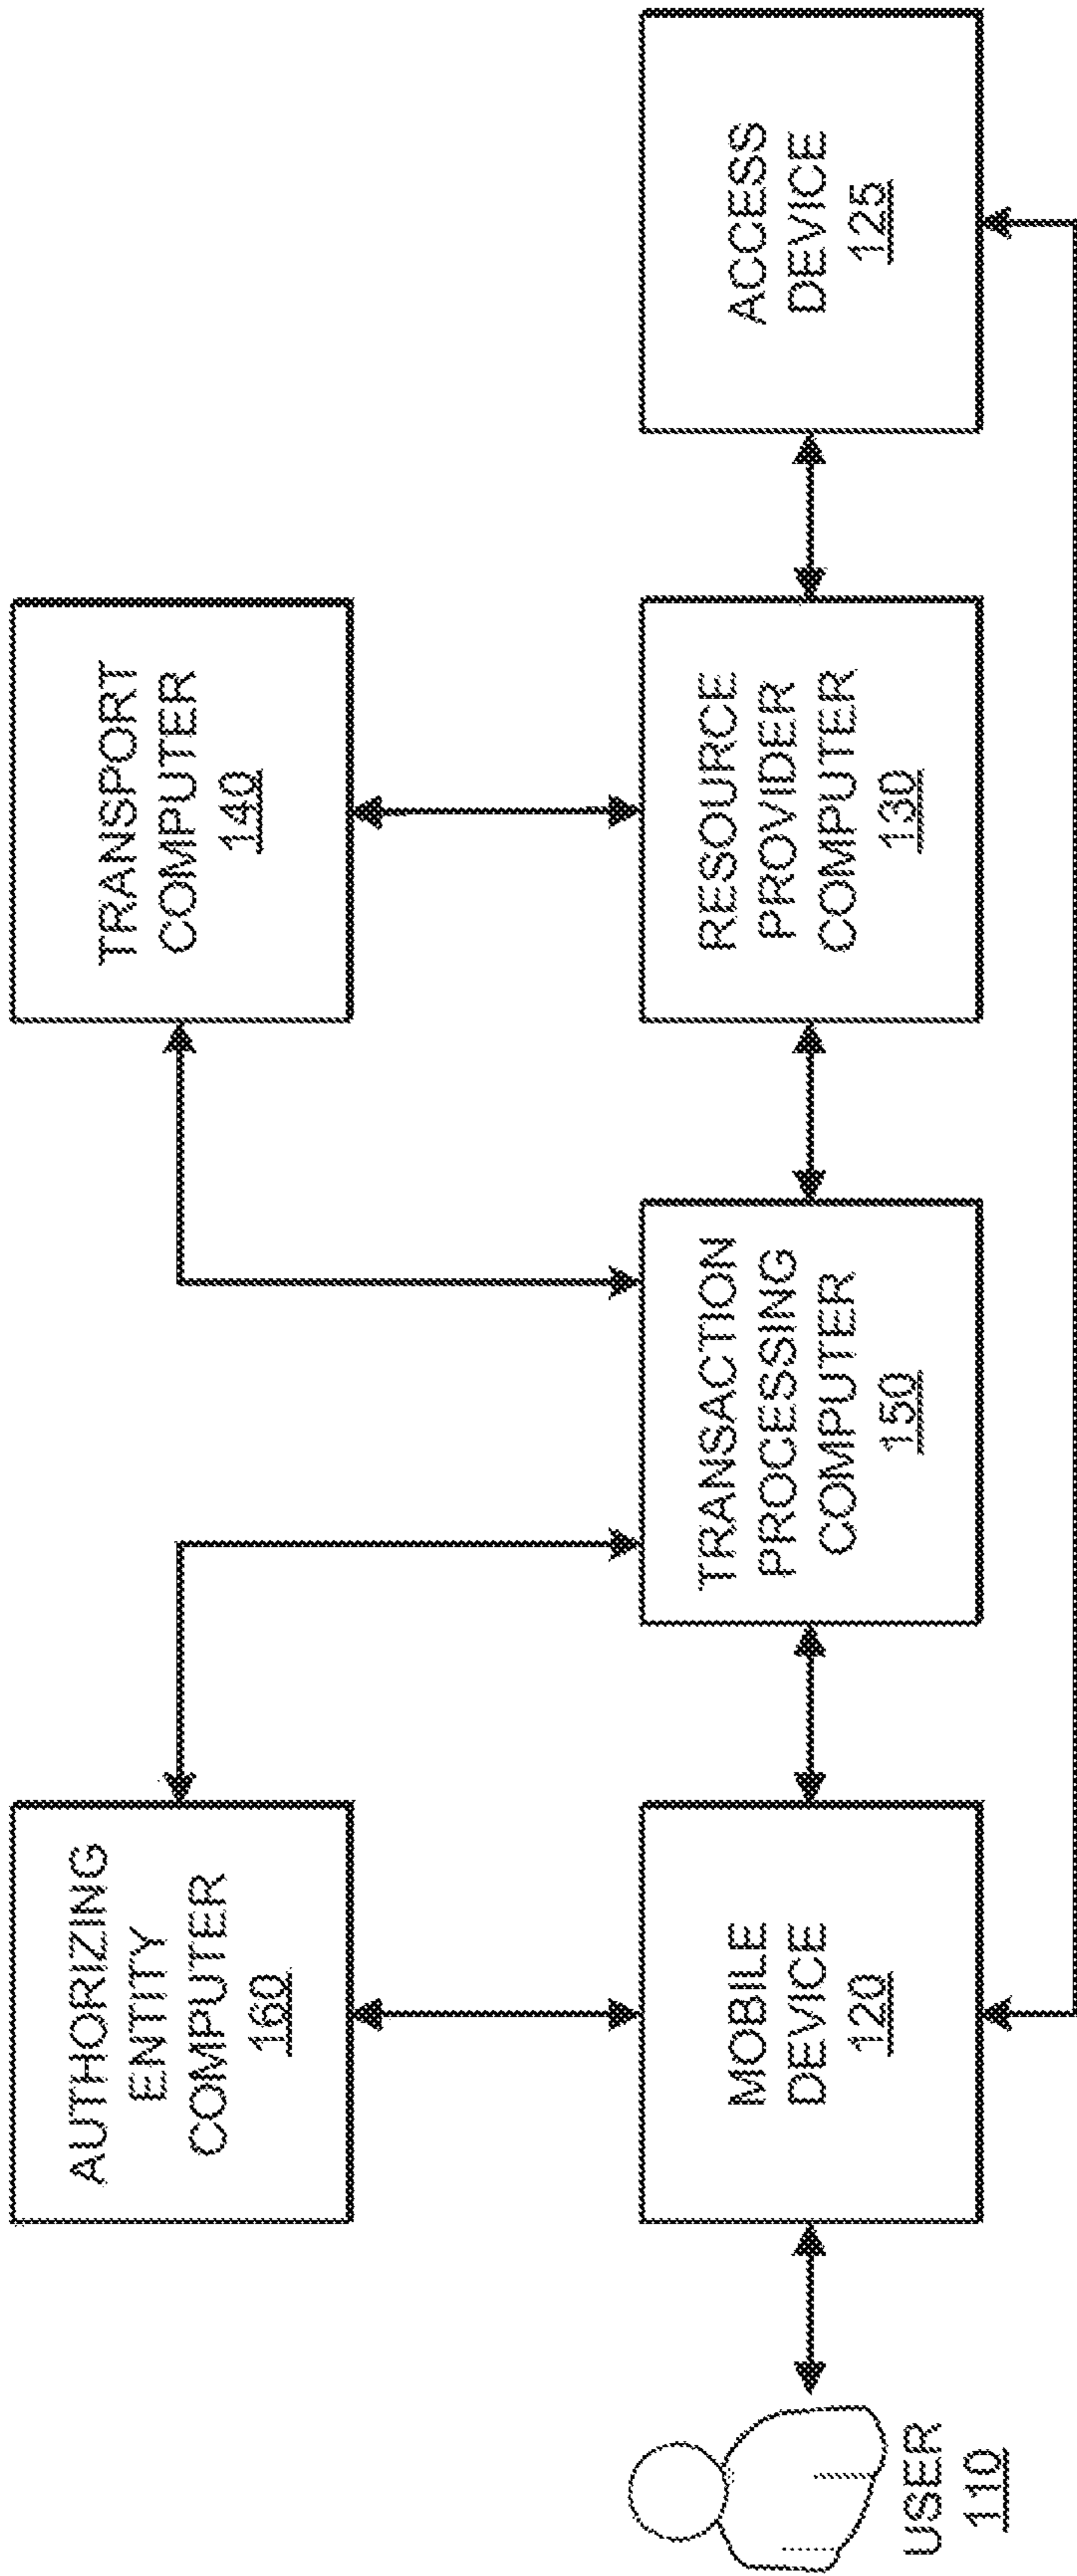 AUTHORIZING
ENTITY
COMPUTER
160
TRANSPORT
COMPUTER
140
USER
110
MOBILE
DEVICE
120
TRANSACTION
PROCESSING
COMPUTER
150
RESOURCE
PROVIDER
COMPUTER
130
ACCESS
DEVICE
125